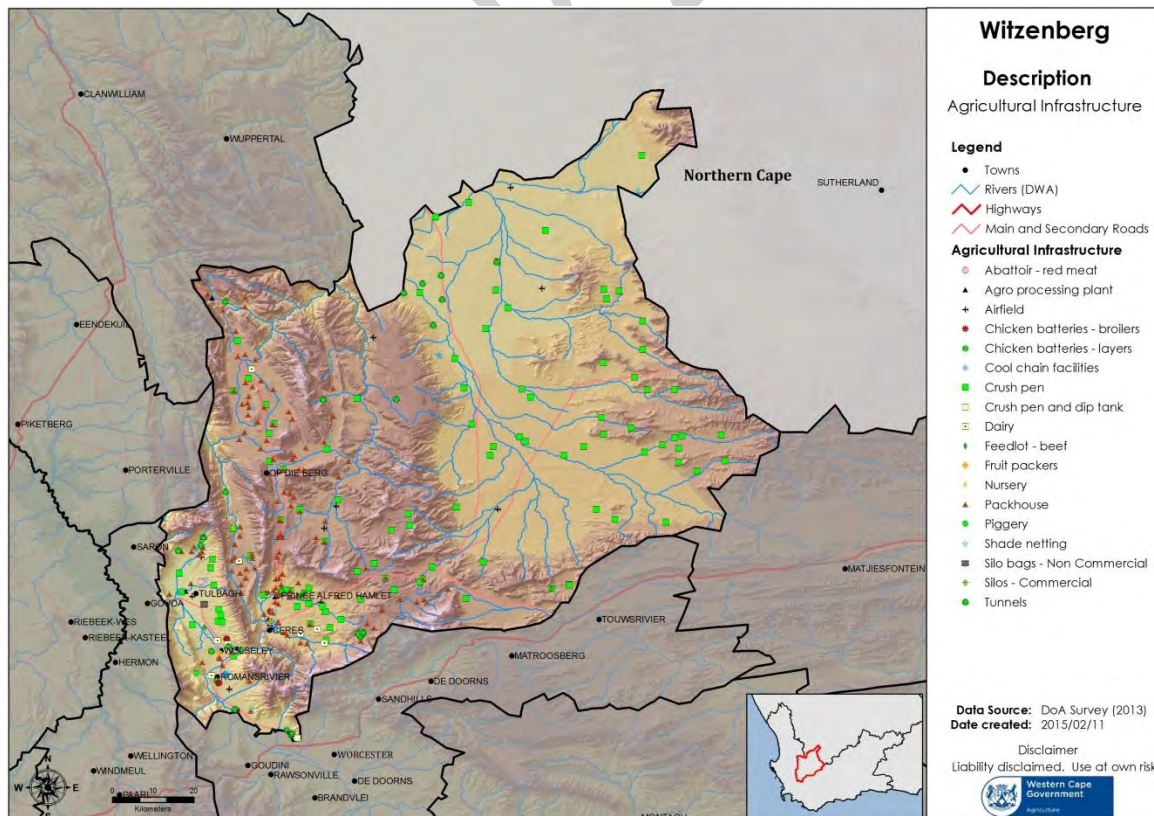 Witzenberg
Description
Agricultural Infrastructure
Legend
Towns
Rivers (DWA)
Highways
Main and Secondary Roads
Agricultural Infrastructure
Abattoir - red meat
Agro processing plant
Airfield
Chicken batteries - broilers
Chicken batteries - layers
Cool chain facilities
Crush pen
Crush pen and dip tank
Dairy
Feedlot - beef
Fruit packers
Nursery
Packhouse
Piggery
Shade netting
Silo bags - Non Commercial
Silos - Commercial
Tunnels
Data Source: DoA Survey (2013)
Date created: 2015/02/11
Disclaimer
Liability disclaimed. Use at own risk
Western Cape
Government
Agriculture
CLANWILLIAM
WUPPERTAL
Northern Cape
SUTHERLAND
EENDEKUIL
PIKETBERG
PORTERVILLE
OP DIE BERG
SARON
TULBAGH
PRINCE ALFRED HAMLET
GOUDA
RIEBEEK-WES
RIEBEEK-KASTEEL
CERES
HERMON
WOLSELEY
ROMANSRIVIER
MATJIESFONTEIN
TOUWSRIVIER
MATROOSBERG
DE DOORNS
SANDHILLS
WELLINGTON
WINDMEUL
PAARL
GOUDINI
WORCESTER
RAWSONVILLE
DE DOORNS
BRANDVLEI
N
W
E
S
0
10
20
Kilometers